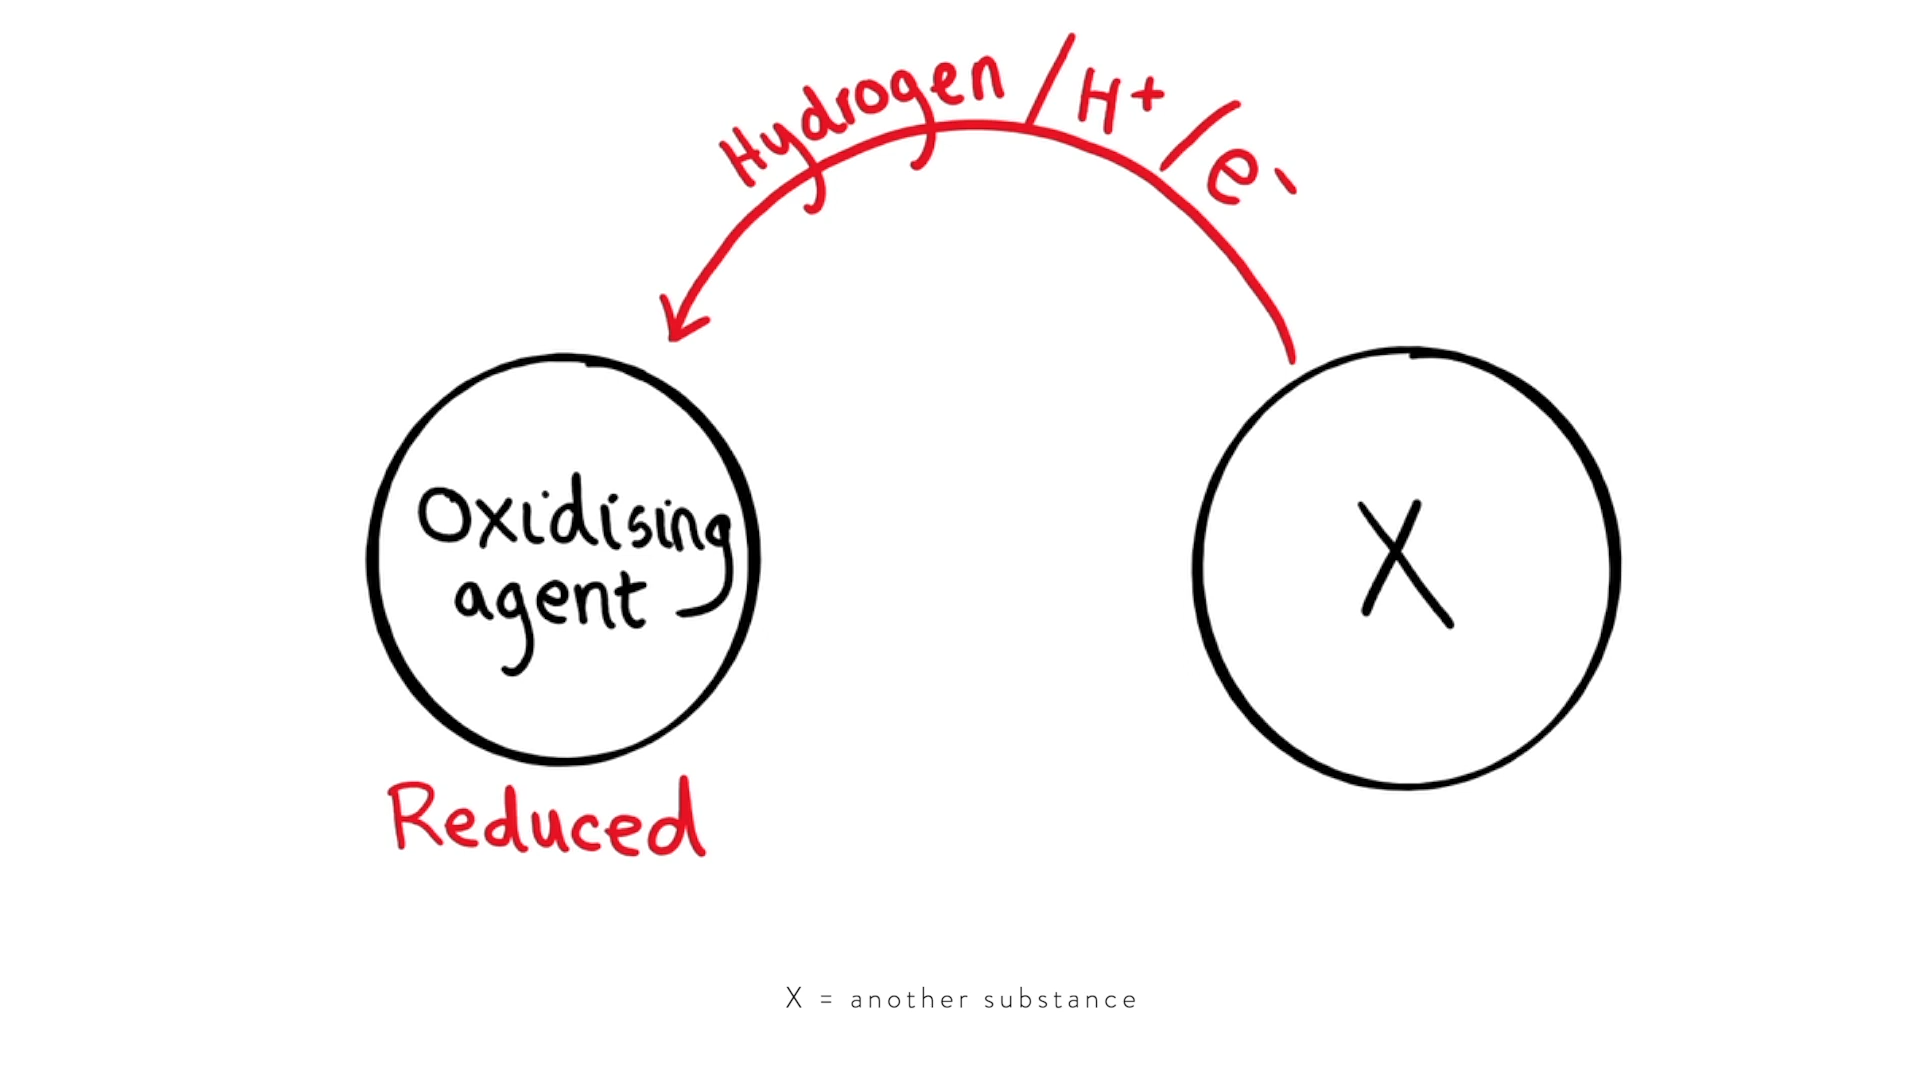 Hydrogen / H+ / e-
Oxidising
agent
X
Reduced
X = another substance